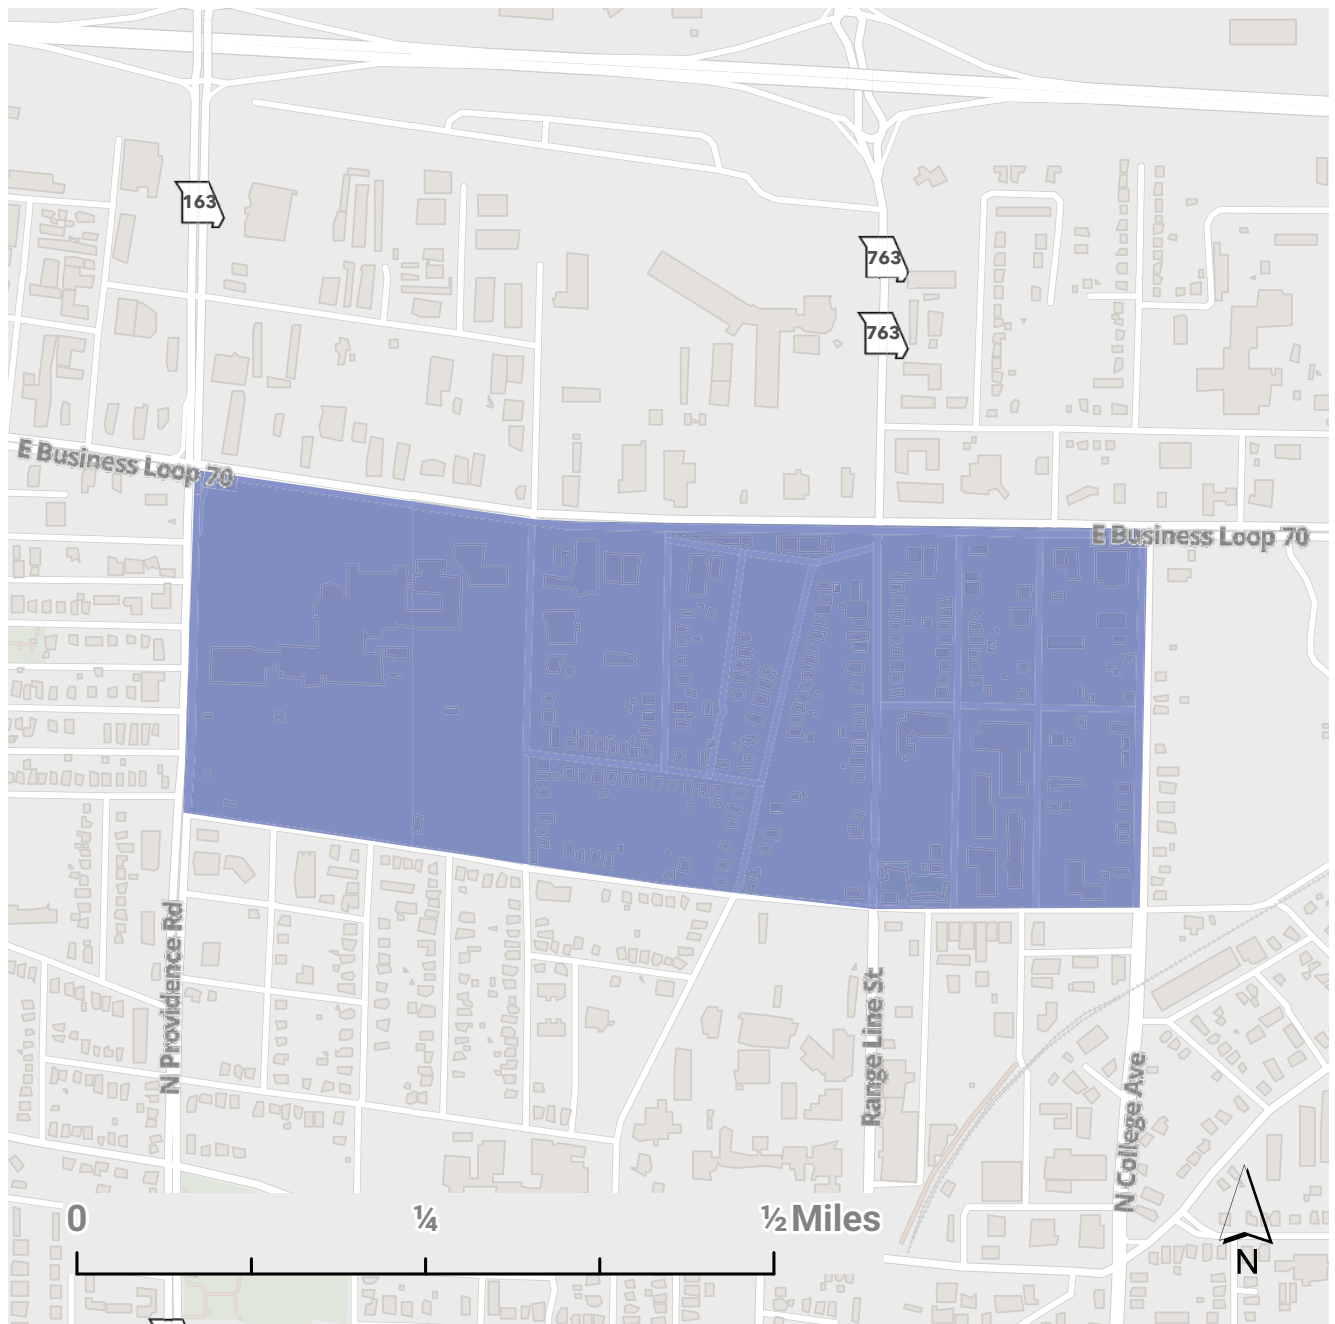 163
763
763
E Business Loop 70
E Business Loop 70
N Providence Rd
Range Line St
N College Ave
0 ¼ ½ Miles
N